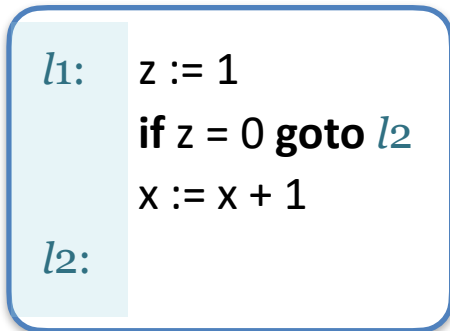 l1: z := 1
if z = 0 goto l2
x := x + 1
l2: